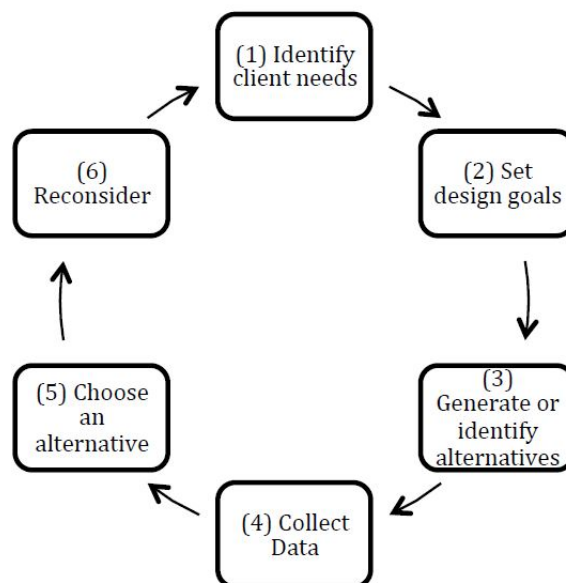 (1) Identify
client needs
(2) Set
design goals
(3)
Generate or
identify
alternatives
(4) Collect
Data
(5) Choose
an
alternative
(6)
Reconsider